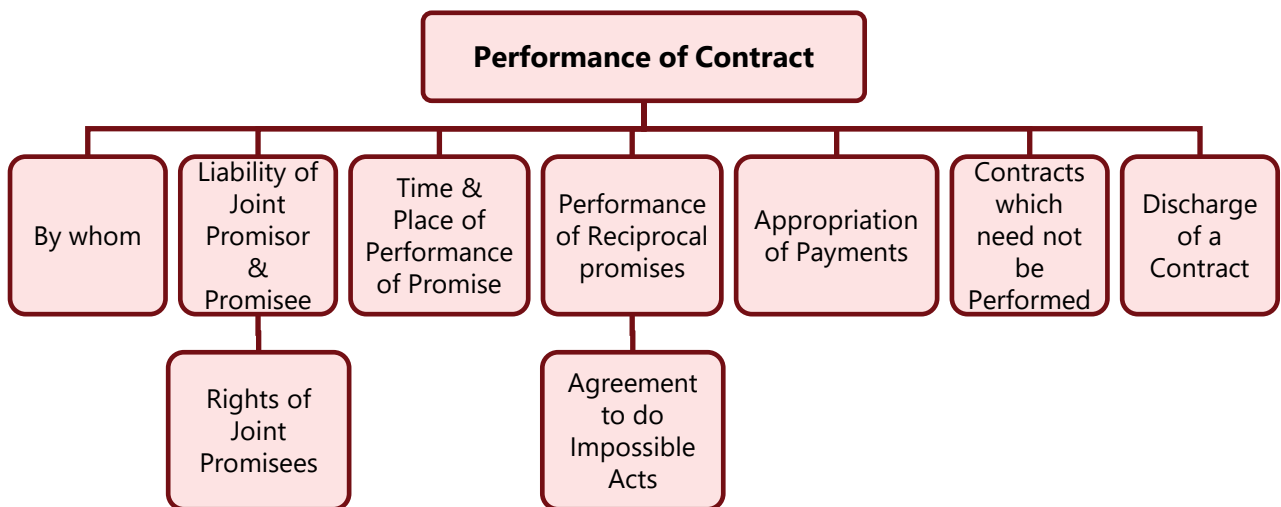 Performance of Contract
By whom
Liability of
Joint
Promisor
&
Promisee
Time &
Place of
Performance
of Promise
Performance
of Reciprocal
promises
Appropriation
of Payments
Contracts
which
need not
be
Performed
Discharge
of a
Contract
Rights of
Joint
Promisees
Agreement
to do
Impossible
Acts